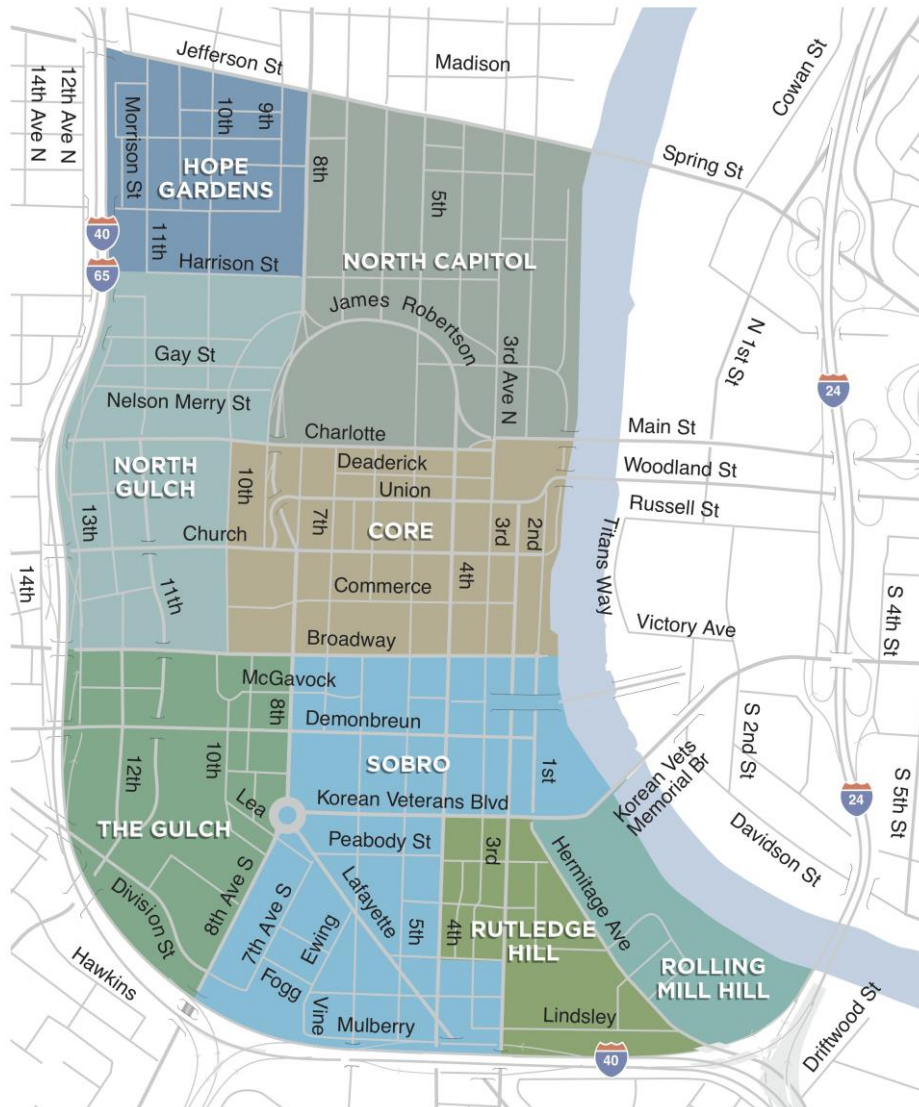 Jefferson St
Madison
Cowan St
14th Ave N
12th Ave N
Morrison St
10th
9th
8th
5th
Spring St
HOPE
GARDENS
40
65
11th
Harrison St
NORTH CAPITOL
James Robertson
3rd Ave N
N 1st St
24
Gay St
Nelson Merry St
Charlotte
Main St
Deaderick
Woodland St
NORTH
GULCH
10th
Union
Russell St
13th
Church
7th
CORE
3rd
2nd
Titans Way
14th
11th
Commerce
4th
S 4th St
Broadway
Victory Ave
McGavock
8th
Demonbreun
S 2nd St
12th
10th
SOBRO
1st
Korean Vets
Memorial Br
24
S 5th St
Lea
Korean Veterans Blvd
THE GULCH
Peabody St
3rd
Hermitage Ave
Davidson St
Division St
8th Ave S
7th Ave S
Ewing
Lafayette
5th
4th
RUTLEDGE
HILL
ROLLING
MILL HILL
Hawkins
Fogg
Vine
Mulberry
Lindsley
40
Driftwood St